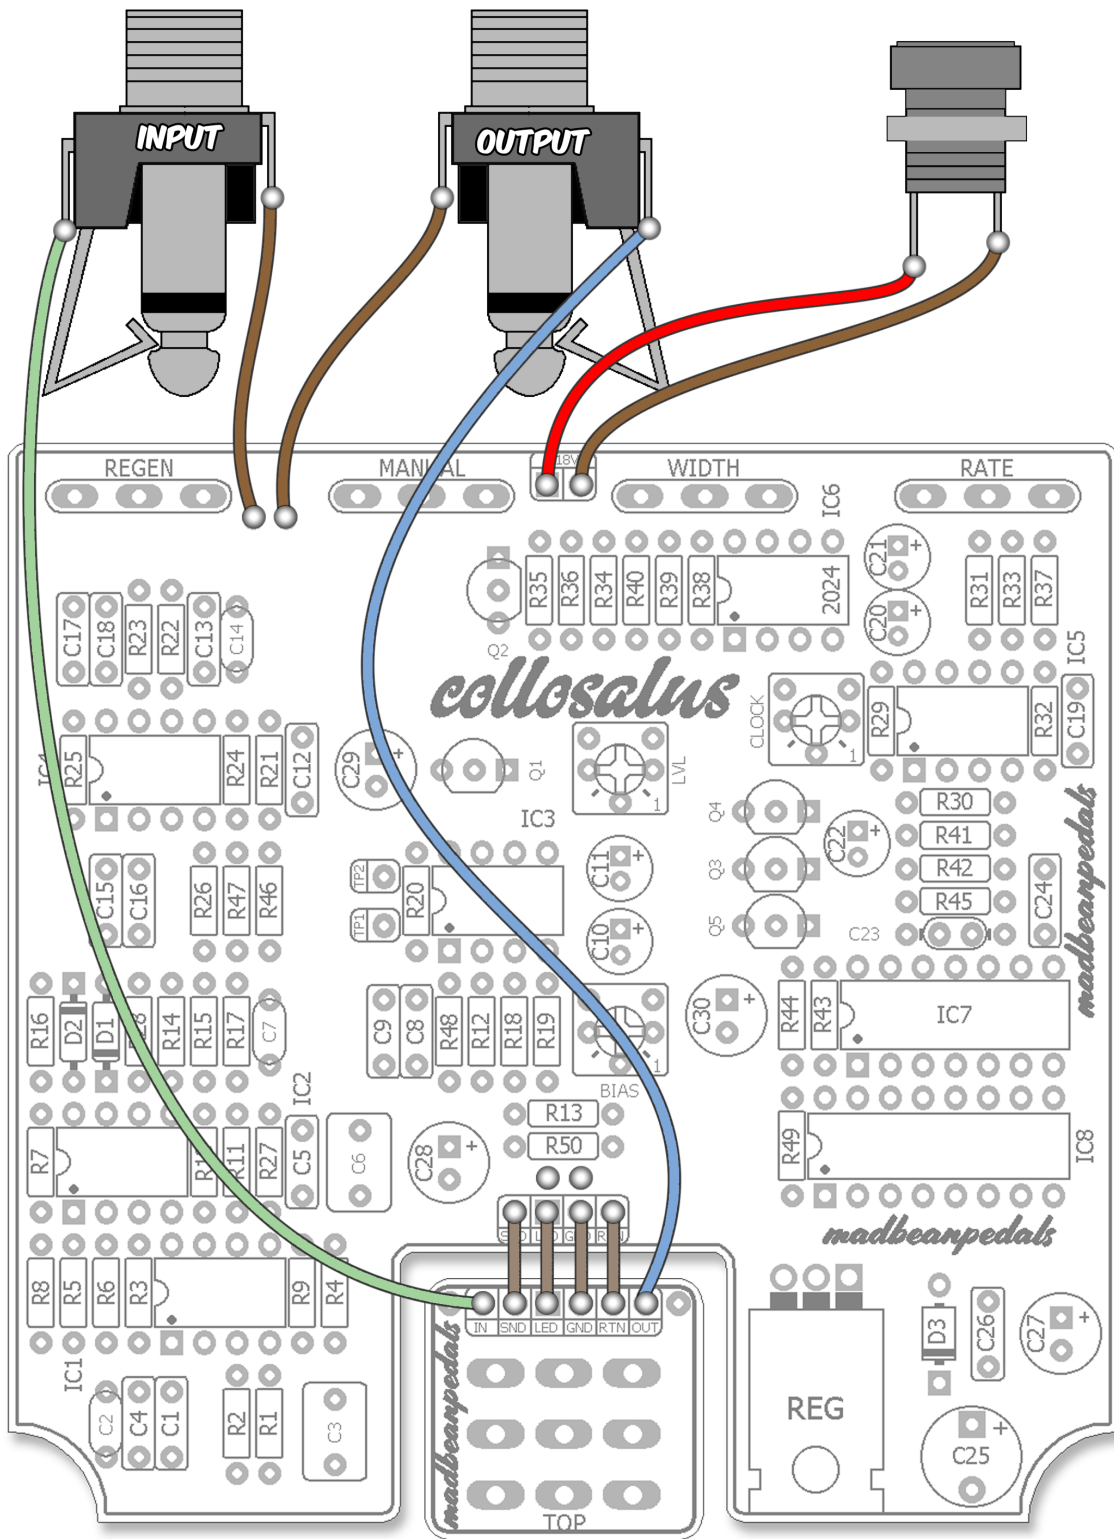 INPUT
OUTPUT
REGEN
MANUAL
18V
WIDTH
RATE
IC6
C17
C18
R23
R22
C13
C14
Q2
R35
R36
R34
R40
R39
R38
2024
C21
C20
R31
R33
R37
IC5
collosalus
R25
R24
R21
C12
C29
Q1
LVL
1
CLOCK
1
R29
R32
C19
IC3
C15
C16
R26
R47
R46
TP2
TP1
R20
C11
C10
Q4
Q3
Q5
C22
R30
R41
R42
R45
C23
C24
madbeanpedals
R16
D2
D1
R14
R15
R17
C7
C9
C8
R48
R12
R18
R19
BIAS
1
C30
R44
R43
IC7
IC2
R7
R11
R27
C5
C6
C28
R13
R50
R49
IC8
madbeanpedals
R8
R5
R6
R3
R9
R4
IC1
IN
SND
LED
GND
RTN
OUT
madbeanpedals
TOP
C2
C4
C1
R2
R1
C3
REG
D3
C26
C27
C25